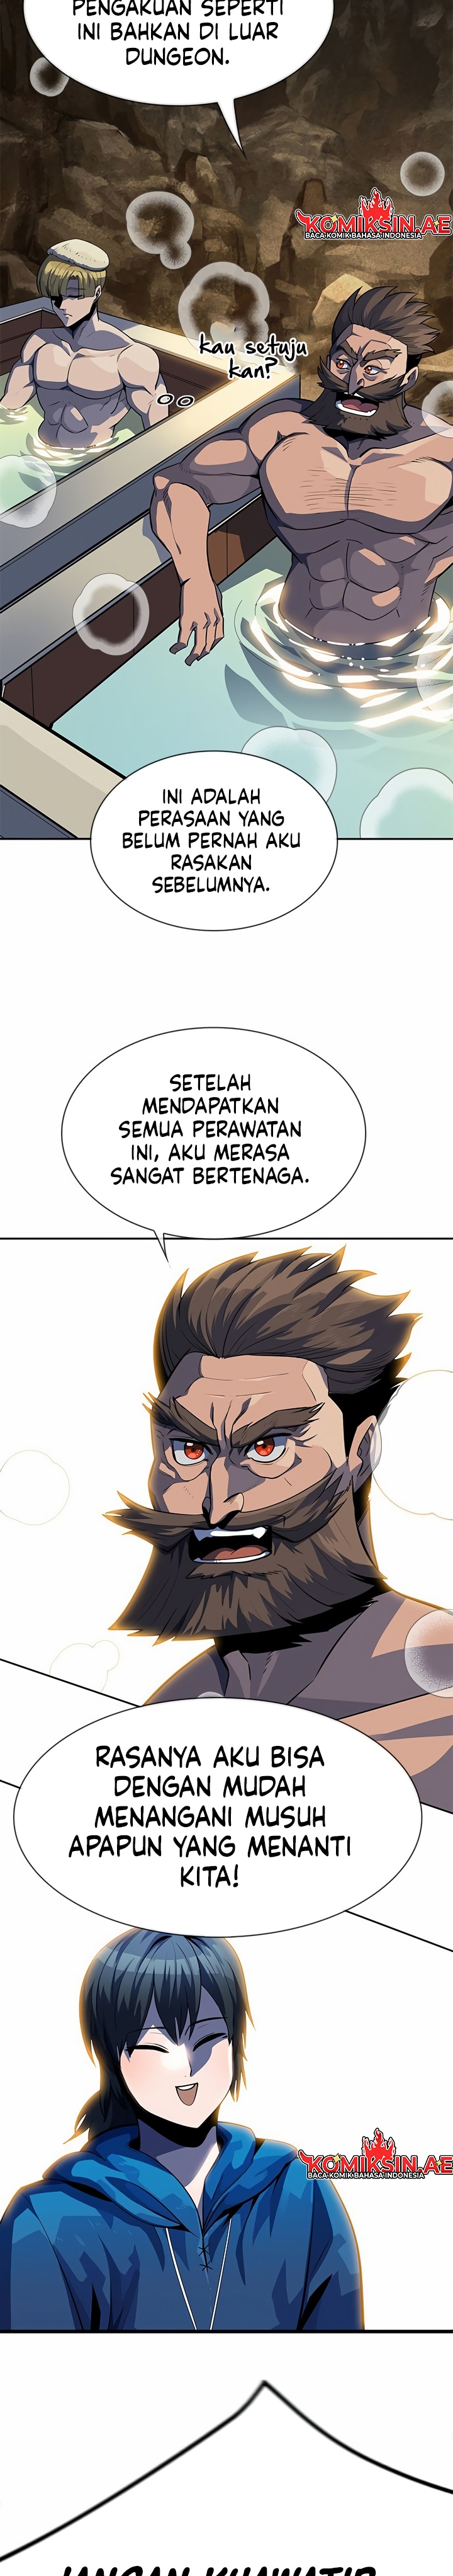 PENGAKUAN SEPERTI
INI BAHKAN DI LUAR
DUNGEON.
KOMIKSIN.AE
BACA KOMIK BAHASA INDONESIA
kau setuju
kan?
INI ADALAH
PERASAAN YANG
BELUM PERNAH AKU
RASAKAN
SEBELUMNYA.
SETELAH
MENDAPATKAN
SEMUA PERAWATAN
INI, AKU MERASA
SANGAT BERTENAGA.
RASANYA AKU BISA
DENGAN MUDAH
MENANGANI MUSUH
APAPUN YANG MENANTI
KITA!
KOMIKSIN.AE
BACA KOMIK BAHASA INDONESIA
JANGAN KHAWATIR